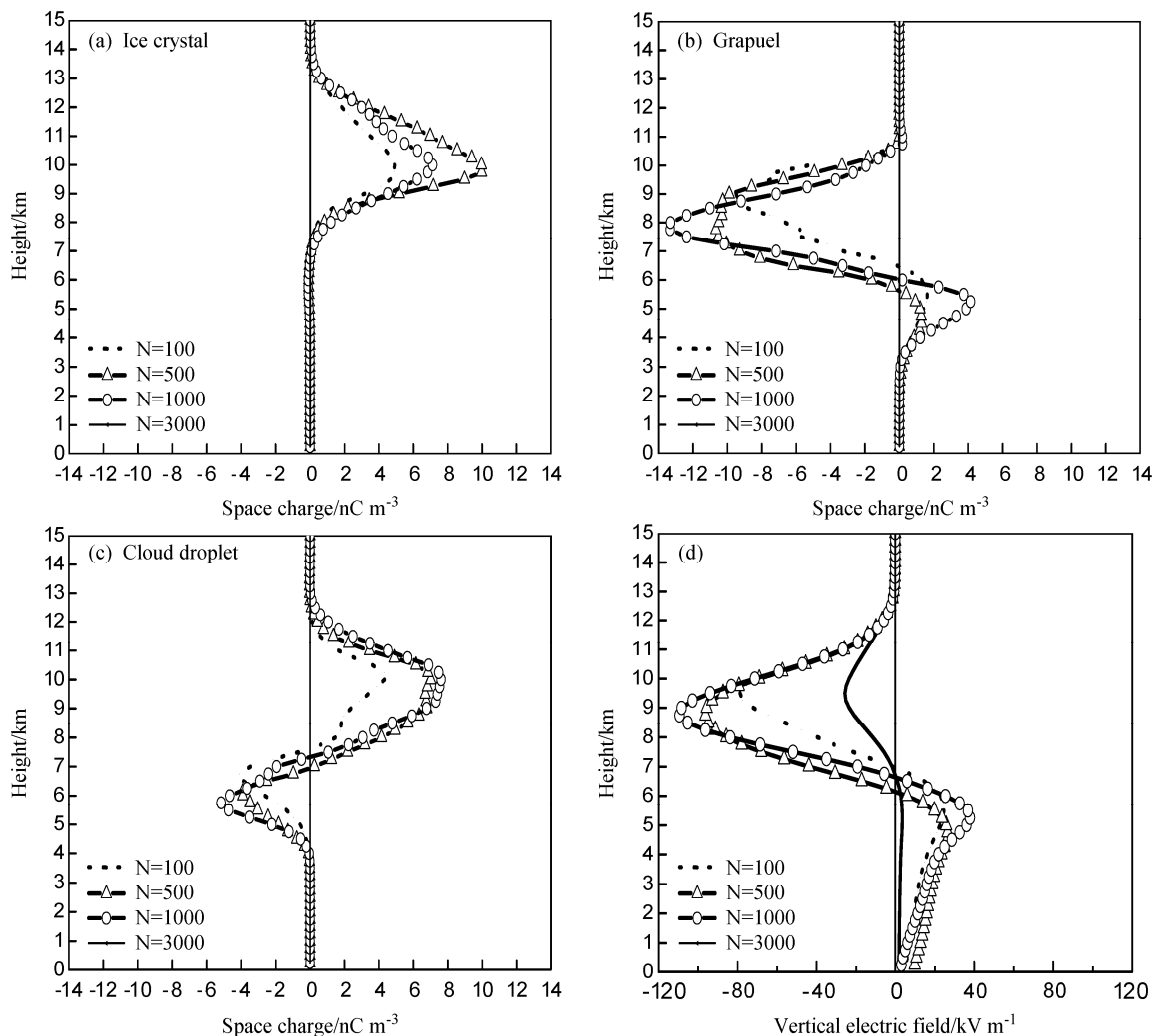 (a) Ice crystal
15
14
13
12
11
10
9
8
7
6
5
4
3
2
1
0
Height/km
N=100
N=500
N=1000
N=3000
-14 -12 -10 -8 -6 -4 -2 0 2 4 6 8 10 12 14
Space charge/nC m-3
(b) Grapuel
15
14
13
12
11
10
9
8
7
6
5
4
3
2
1
0
Height/km
N=100
N=500
N=1000
N=3000
-14 -12 -10 -8 -6 -4 -2 0 2 4 6 8 10 12 14
Space charge/nC m-3
(c) Cloud droplet
15
14
13
12
11
10
9
8
7
6
5
4
3
2
1
0
Height/km
N=100
N=500
N=1000
N=3000
-14 -12 -10 -8 -6 -4 -2 0 2 4 6 8 10 12 14
Space charge/nC m-3
(d)
15
14
13
12
11
10
9
8
7
6
5
4
3
2
1
0
Height/km
N=100
N=500
N=1000
N=3000
-120 -80 -40 0 40 80 120
Vertical electric field/kV m-1